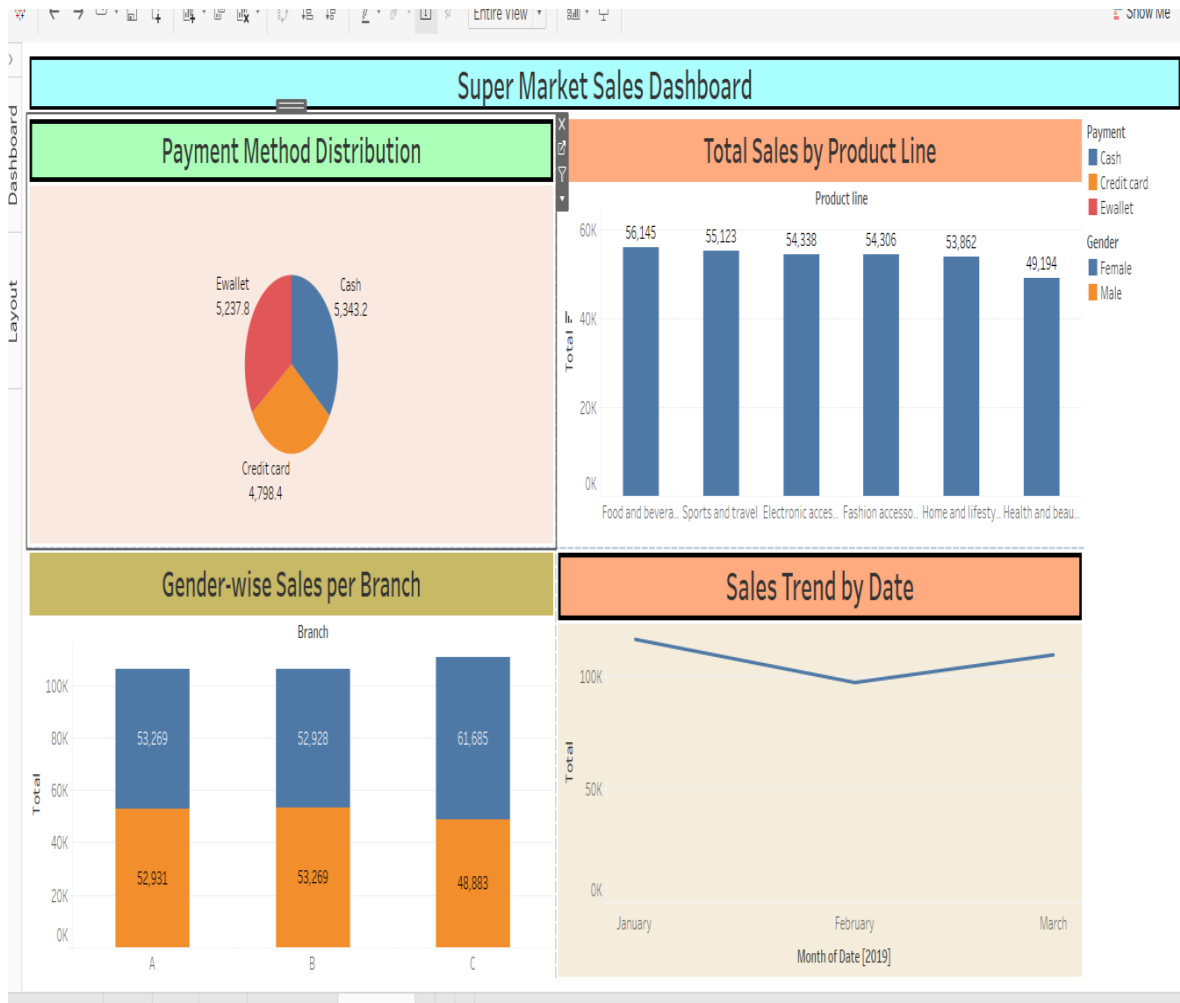 Entire View
Show Me
Dashboard
Layout
Super Market Sales Dashboard
Payment Method Distribution
Ewallet
5,237.8
Cash
5,343.2
Credit card
4,798.4
Total Sales by Product Line
Product line
Total
60K
40K
20K
0K
56,145
55,123
54,338
54,306
53,862
49,194
Food and bevera.. Sports and travel Electronic acces.. Fashion accesso.. Home and lifesty.. Health and beau..
Payment
Cash
Credit card
Ewallet
Gender
Female
Male
Gender-wise Sales per Branch
Branch
Total
100K
80K
60K
40K
20K
0K
53,269
52,928
61,685
52,931
53,269
48,883
A B C
Sales Trend by Date
Total
100K
50K
0K
January February March
Month of Date [2019]